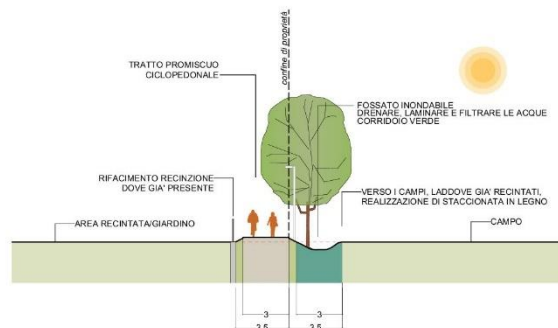 TRATTO PROMISCUO
CICLOPEDONALE
confine di proprietà
FOSSATO INONDABILE
DRENARE, LAMINARE E FILTRARE LE ACQUE
CORRIDOIO VERDE
RIFACIMENTO RECINZIONE
DOVE GIA' PRESENTE
VERSO I CAMPI, LADDOVE GIA' RECINTATI,
REALIZZAZIONE DI STACCIONATA IN LEGNO
AREA RECINTATA/GIARDINO
CAMPO
3
3
3.5
3.5